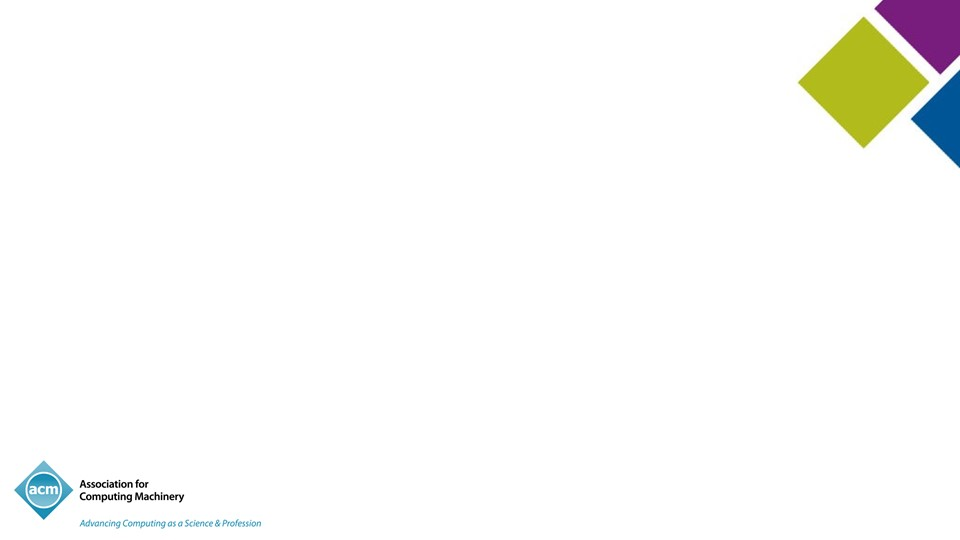 acm
Association for
Computing Machinery
Advancing Computing as a Science & Profession